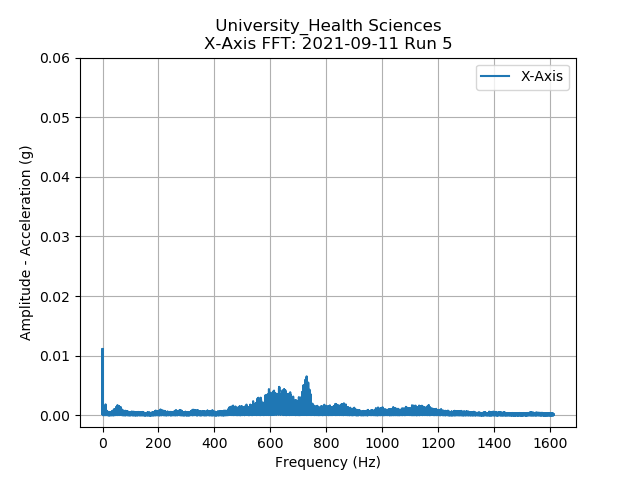 University_Health Sciences
X-Axis FFT: 2021-09-11 Run 5
X-Axis
0.06
0.05
0.04
0.03
0.02
0.01
0.00
Amplitude - Acceleration (g)
0 200 400 600 800 1000 1200 1400 1600
Frequency (Hz)